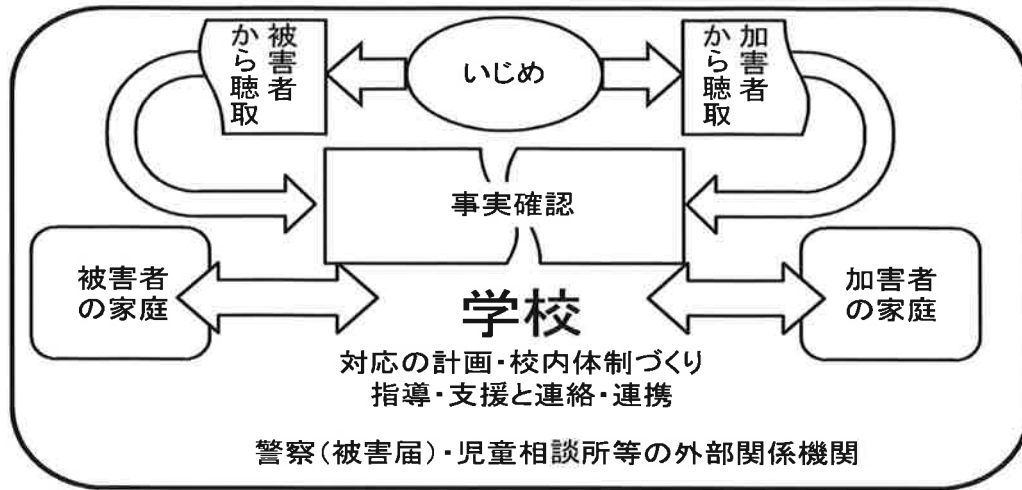 被害者
から聴取
いじめ
加害者
から聴取
事実確認
被害者
の家庭
学校
加害者
の家庭
対応の計画・校内体制づくり
指導・支援と連絡・連携
警察(被害届)・児童相談所等の外部関係機関